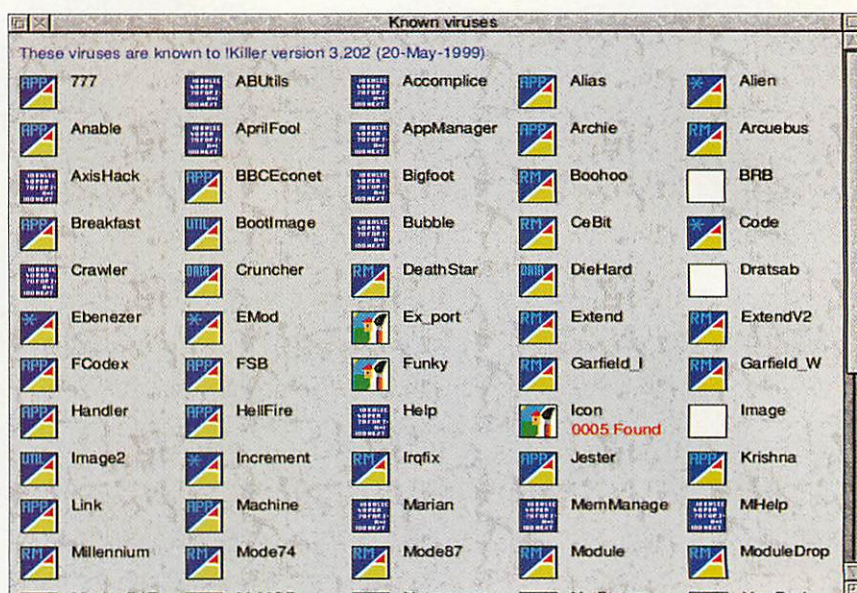 Known viruses
These viruses are known to !Killer version 3.202 (20-May-1999)
777 ABUtils Accomplice Alias Alien
Anable AprilFool AppManager Archie Arcuebus
AxisHack BBCEconet Bigfoot Boohoo BRB
Breakfast BootImage Bubble CeBit Code
Crawler Cruncher DeathStar DieHard Dratsab
Ebenezer EMod Ex_port Extend ExtendV2
FCodex FSB Funky Garfield_I Garfield_W
Handler HellFire Help Icon Image
0005 Found
Image2 Increment Irqfix Jester Krishna
Link Machine Marian MemManage MHelp
Millennium Mode74 Mode87 Module ModuleDrop